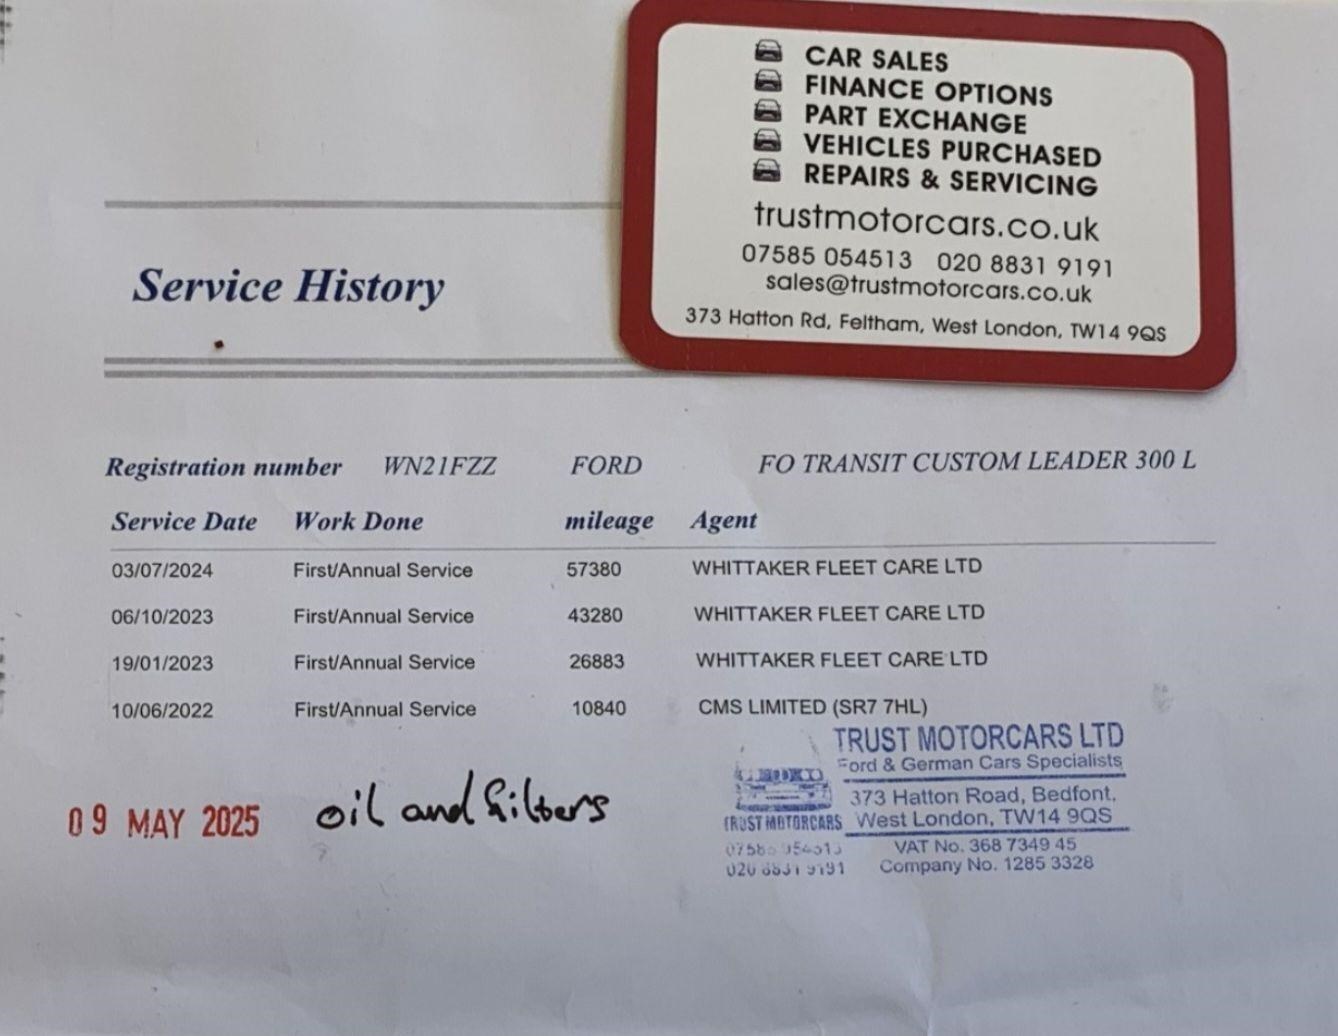 CAR SALES
FINANCE OPTIONS
PART EXCHANGE
VEHICLES PURCHASED
REPAIRS & SERVICING
trustmotorcars.co.uk
07585 054513 020 8831 9191
sales@trustmotorcars.co.uk
373 Hatton Rd, Feltham, West London, TW14 9QS
Service History
Registration number WN21FZZ FORD FO TRANSIT CUSTOM LEADER 300 L
Service Date Work Done mileage Agent
03/07/2024 First/Annual Service 57380 WHITTAKER FLEET CARE LTD
06/10/2023 First/Annual Service 43280 WHITTAKER FLEET CARE LTD
19/01/2023 First/Annual Service 26883 WHITTAKER FLEET CARE LTD
10/06/2022 First/Annual Service 10840 CMS LIMITED (SR7 7HL)
TRUST MOTORCARS LTD
Ford & German Cars Specialists
373 Hatton Road, Bedfont,
TRUST MOTORCARS West London, TW14 9QS
VAT No. 368 7349 45
020 8831 9191 Company No. 1285 3328
09 MAY 2025 oil and filters